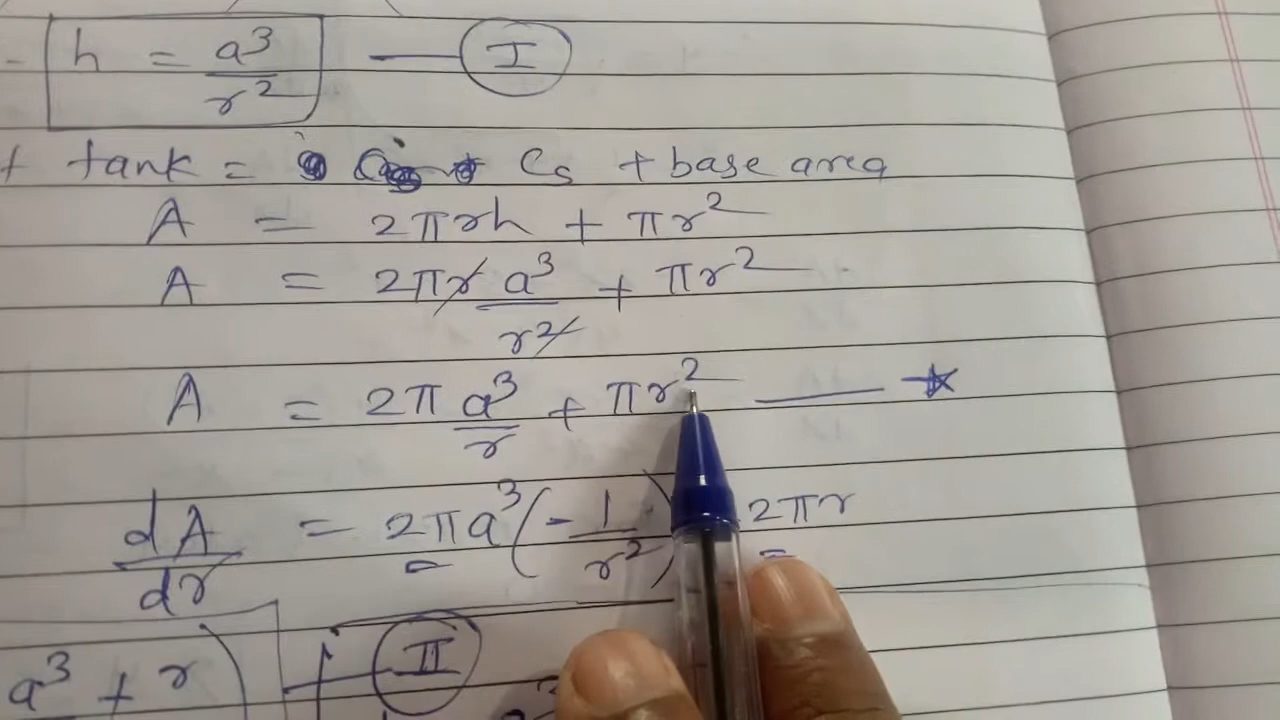 h = a³/r² — I
tank = Cs + base area
A = 2πrh + πr²
A = 2πr a³/r² + πr²
A = 2π a³/r + πr² — ★
dA/dr = 2πa³(-1/r²) 2πr
a³ + r) II